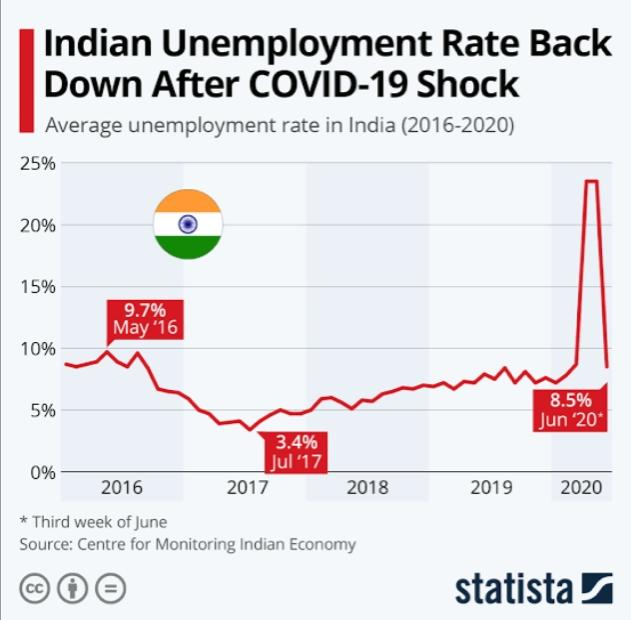 Indian Unemployment Rate Back
Down After COVID-19 Shock
Average unemployment rate in India (2016-2020)
25%
20%
15%
10%
5%
0%
9.7%
May ‘16
3.4%
Jul ‘17
8.5%
Jun ‘20*
2016 2017 2018 2019 2020
* Third week of June
Source: Centre for Monitoring Indian Economy
cc
statista